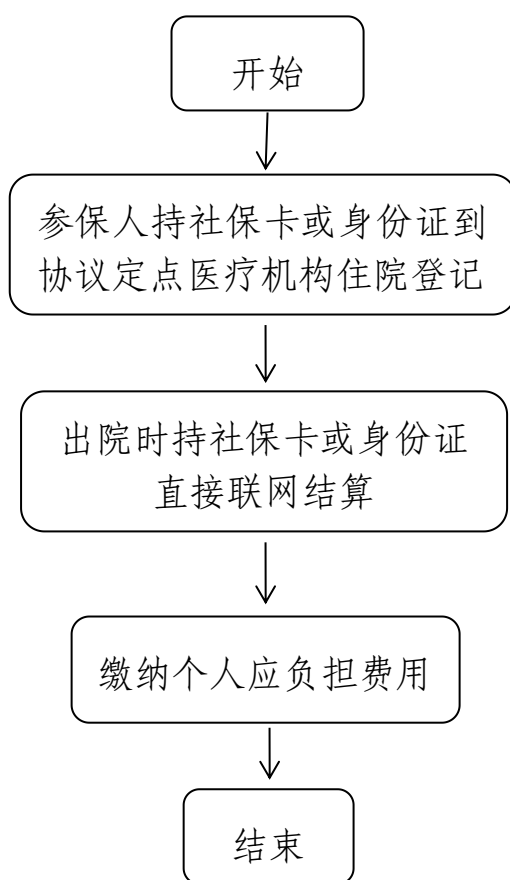 开始
参保人持社保卡或身份证到
协议定点医疗机构住院登记
出院时持社保卡或身份证
直接联网结算
缴纳个人应负担费用
结束